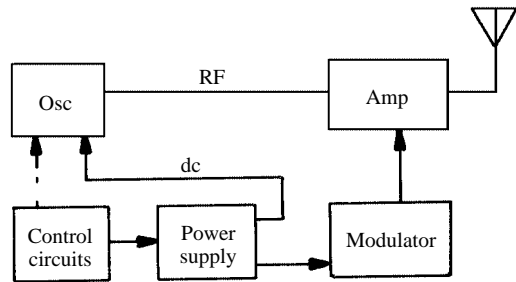 RF
Osc
Amp
dc
Control
circuits
Power
supply
Modulator